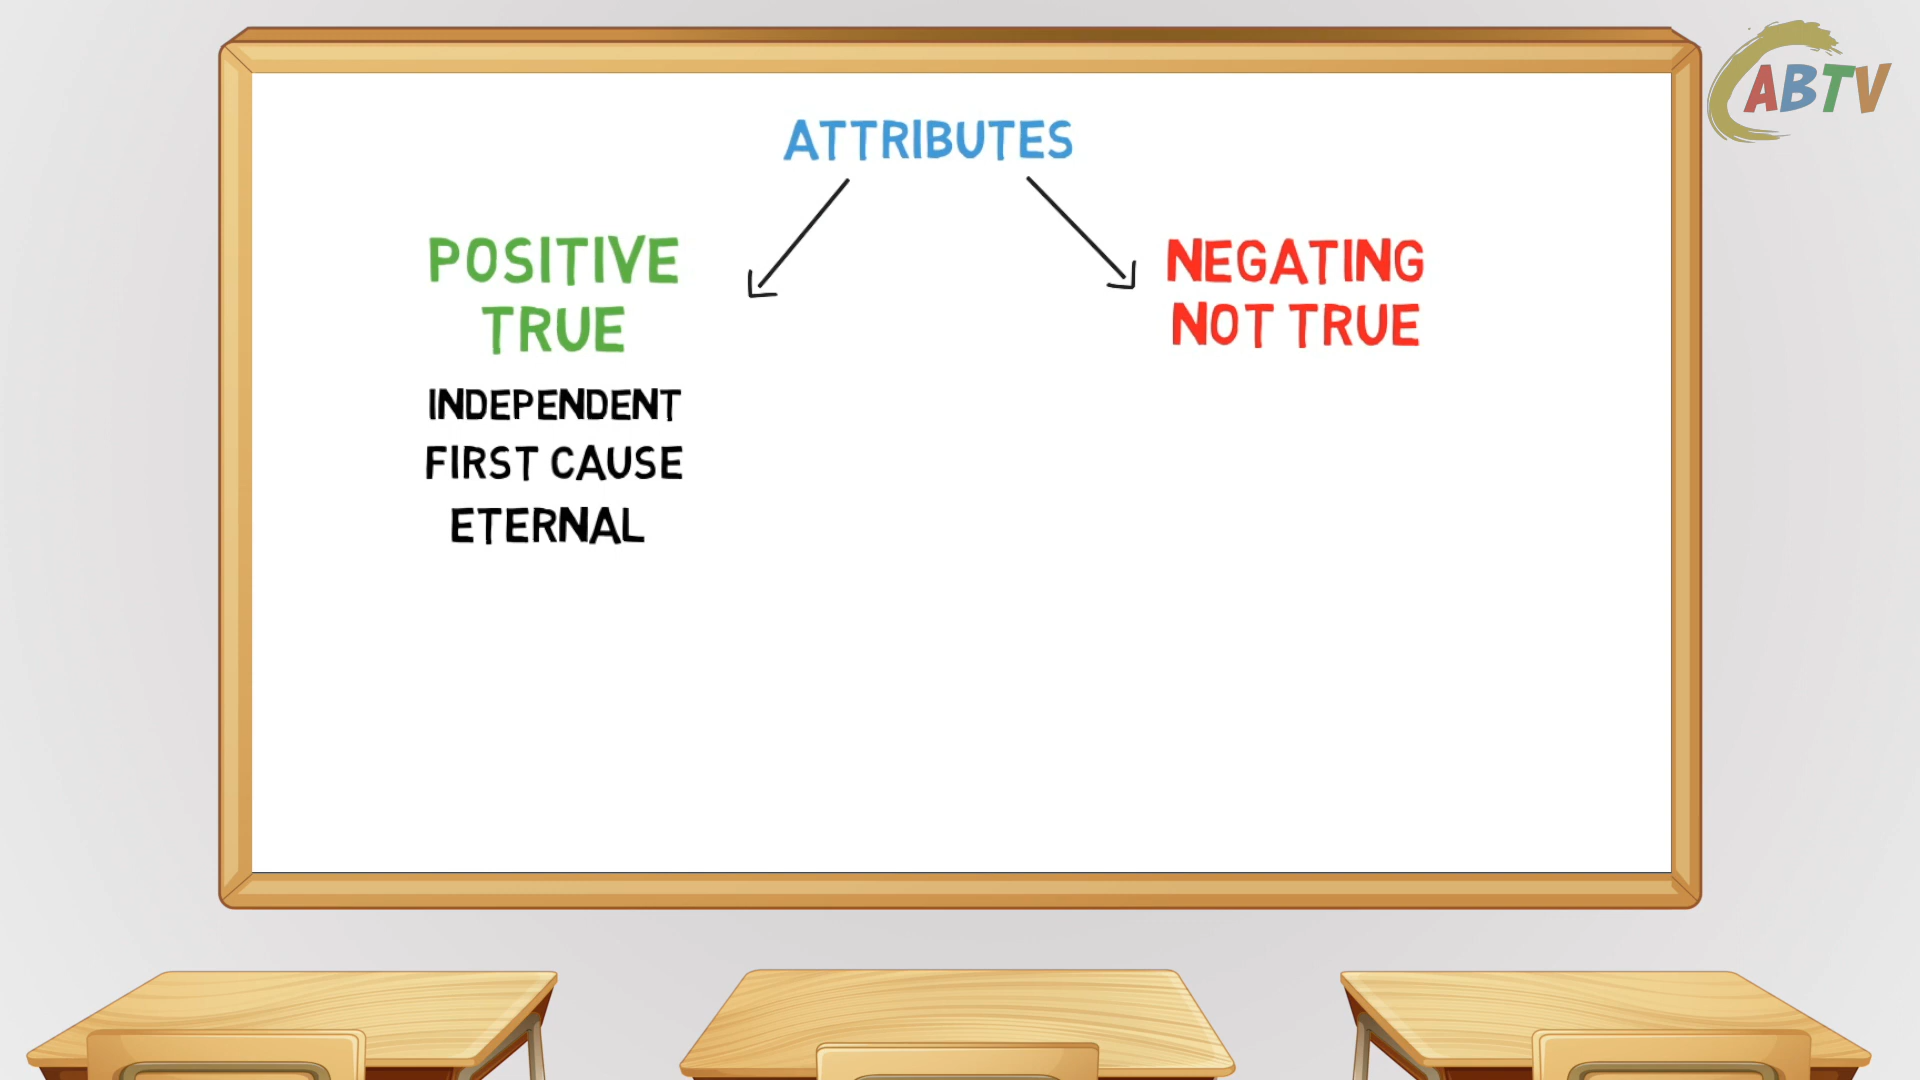 ABTV
ATTRIBUTES
POSITIVE
TRUE
INDEPENDENT
FIRST CAUSE
ETERNAL
NEGATING
NOT TRUE